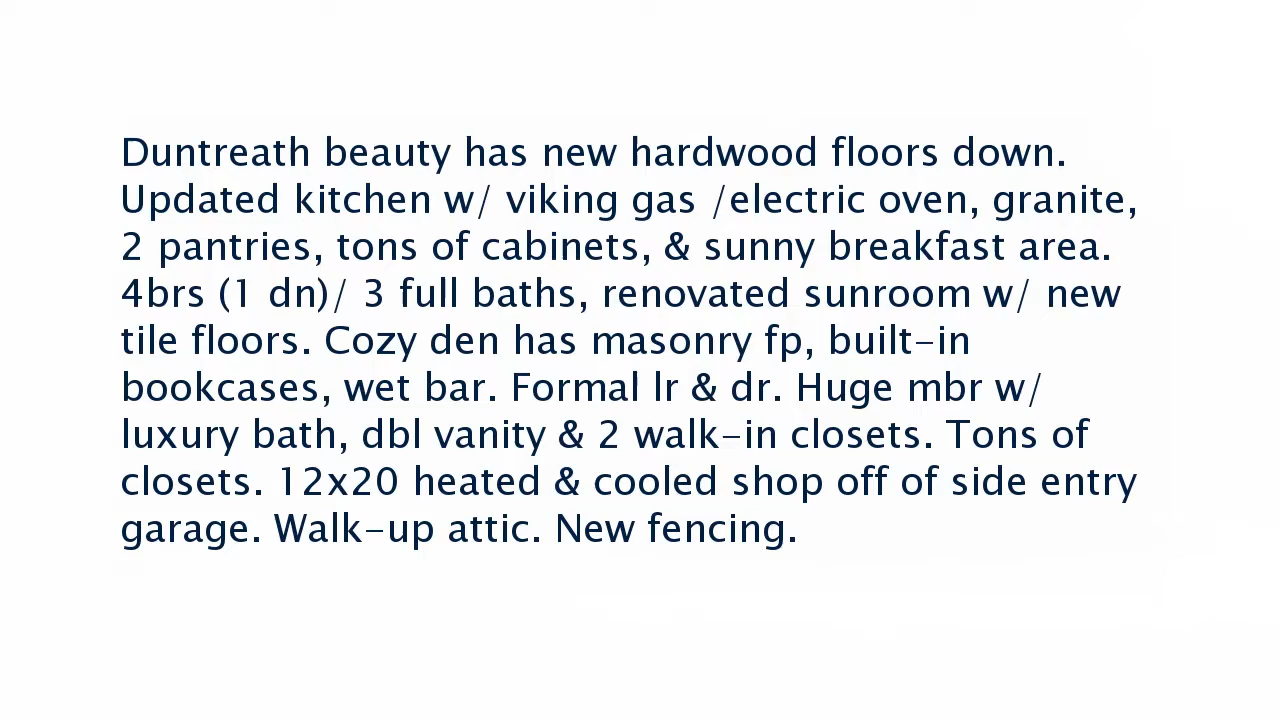 Duntreath beauty has new hardwood floors down.
Updated kitchen w/ viking gas /electric oven, granite,
2 pantries, tons of cabinets, & sunny breakfast area.
4brs (1 dn)/ 3 full baths, renovated sunroom w/ new
tile floors. Cozy den has masonry fp, built-in
bookcases, wet bar. Formal lr & dr. Huge mbr w/
luxury bath, dbl vanity & 2 walk-in closets. Tons of
closets. 12x20 heated & cooled shop off of side entry
garage. Walk-up attic. New fencing.